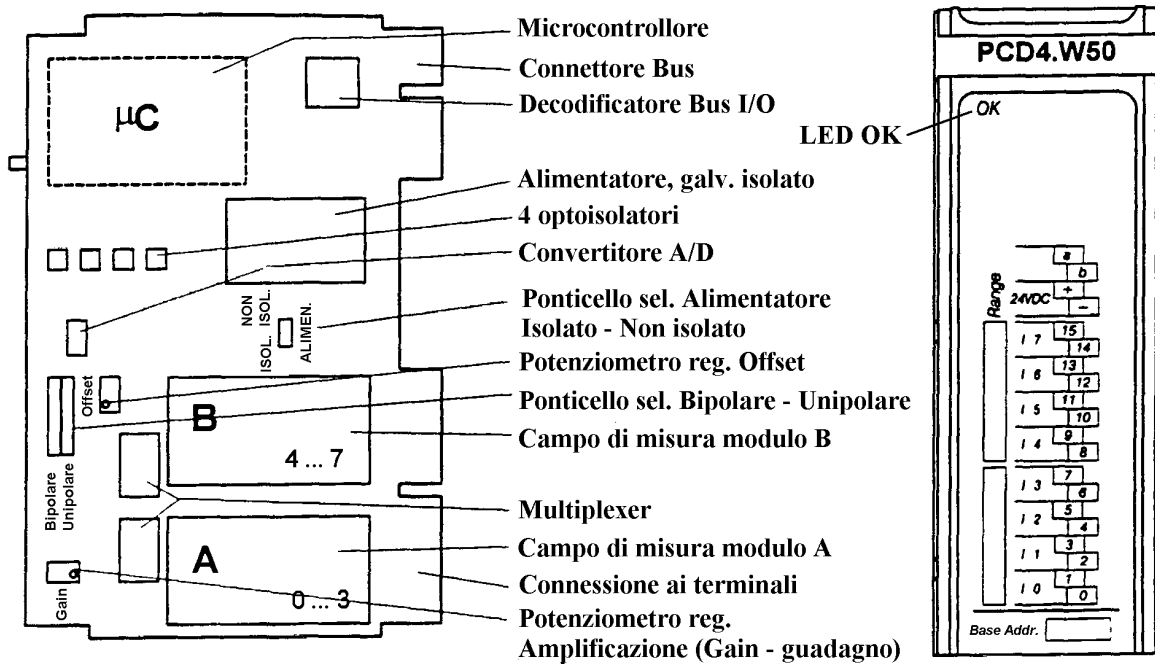 Microcontrollore
Connettore Bus
Decodificatore Bus I/O
µC
Alimentatore, galv. isolato
4 optoisolatori
Convertitore A/D
NON
ISOL.
ISOL.
ALIMEN.
Ponticello sel. Alimentatore
Isolato - Non isolato
Potenziometro reg. Offset
Offset
Ponticello sel. Bipolare - Unipolare
B
Campo di misura modulo B
4 ... 7
Bipolare
Unipolare
Multiplexer
A
Campo di misura modulo A
0 ... 3
Connessione ai terminali
Gain
Potenziometro reg.
Amplificazione (Gain - guadagno)
PCD4.W50
OK
LED OK
Range
a
b
24VDC
+
-
I 7
15
14
I 6
13
12
I 5
11
10
I 4
9
8
I 3
7
6
I 2
5
4
I 1
3
2
I 0
1
0
Base Addr.